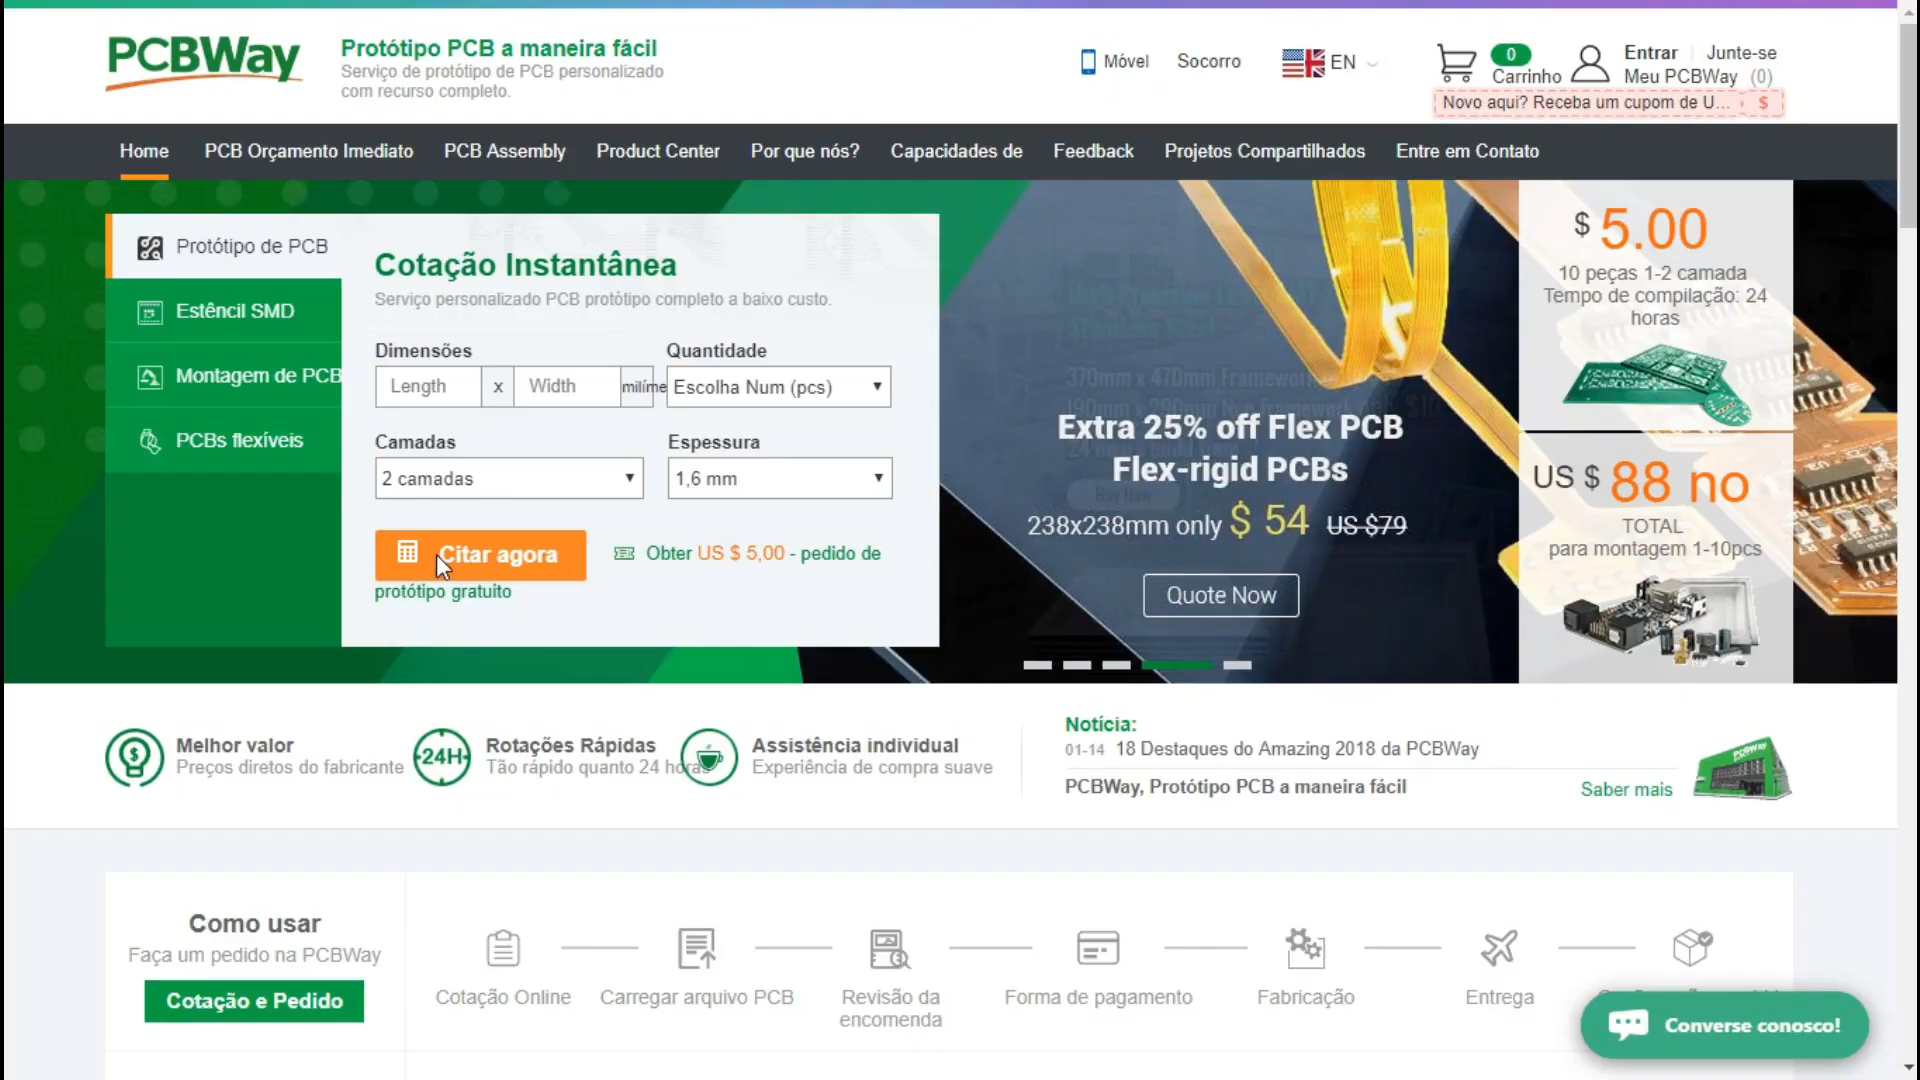 PCBWay
Protótipo PCB a maneira fácil
Serviço de protótipo de PCB personalizado
com recurso completo.
Móvel
Socorro
EN
0
Carrinho
Entrar
Junte-se
Meu PCBWay (0)
Novo aqui? Receba um cupom de U... $
Home
PCB Orçamento Imediato
PCB Assembly
Product Center
Por que nós?
Capacidades de
Feedback
Projetos Compartilhados
Entre em Contato
Protótipo de PCB
Estêncil SMD
Montagem de PCB
PCBs flexíveis
Cotação Instantânea
Serviço personalizado PCB protótipo completo a baixo custo.
Dimensões
Quantidade
Length x Width milíme
Escolha Num (pcs)
Camadas
Espessura
2 camadas
1,6 mm
Citar agora
Obter US $ 5,00 - pedido de
protótipo gratuito
370mm x 470mm Framework
Extra 25% off Flex PCB
Flex-rigid PCBs
238x238mm only $ 54 US $79
Quote Now
$ 5.00
10 peças 1-2 camada
Tempo de compilação: 24
horas
US $ 88 no
TOTAL
para montagem 1-10pcs
Melhor valor
Preços diretos do fabricante
24H
Rotações Rápidas
Tão rápido quanto 24 horas
Assistência individual
Experiência de compra suave
Notícia:
01-14 18 Destaques do Amazing 2018 da PCBWay
PCBWay, Protótipo PCB a maneira fácil
Saber mais
Como usar
Faça um pedido na PCBWay
Cotação e Pedido
Cotação Online
Carregar arquivo PCB
Revisão da
encomenda
Forma de pagamento
Fabricação
Entrega
Converse conosco!